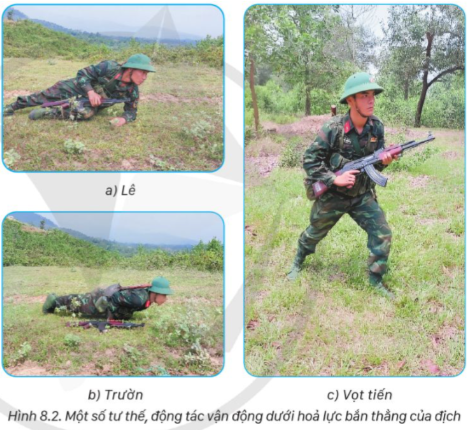 a) Lê
b) Trườn
c) Vọt tiến
Hình 8.2. Một số tư thế, động tác vận động dưới hoả lực bắn thẳng của địch